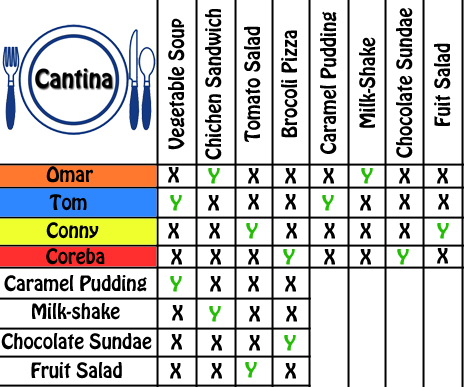 Cantina
Vegetable Soup
Chichen Sandwich
Tomato Salad
Brocoli Pizza
Caramel Pudding
Milk-Shake
Chocolate Sundae
Fuit Salad
Omar X Y X X X Y X X
Tom Y X X X Y X X X
Conny X X Y X X X X Y
Coreba X X X Y X X Y X
Caramel Pudding Y X X X
Milk-shake X Y X X
Chocolate Sundae X X X Y
Fruit Salad X X Y X